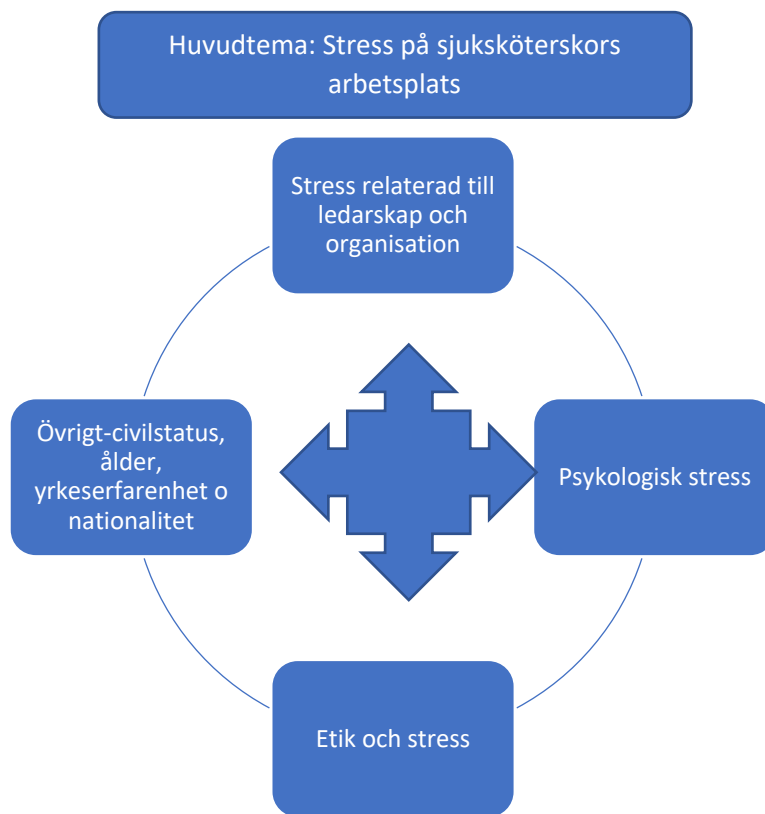 Huvudtema: Stress på sjuksköterskors
arbetsplats
Stress relaterad till
ledarskap och
organisation
Övrigt-civilstatus,
ålder,
yrkeserfarenhet o
nationalitet
Psykologisk stress
Etik och stress